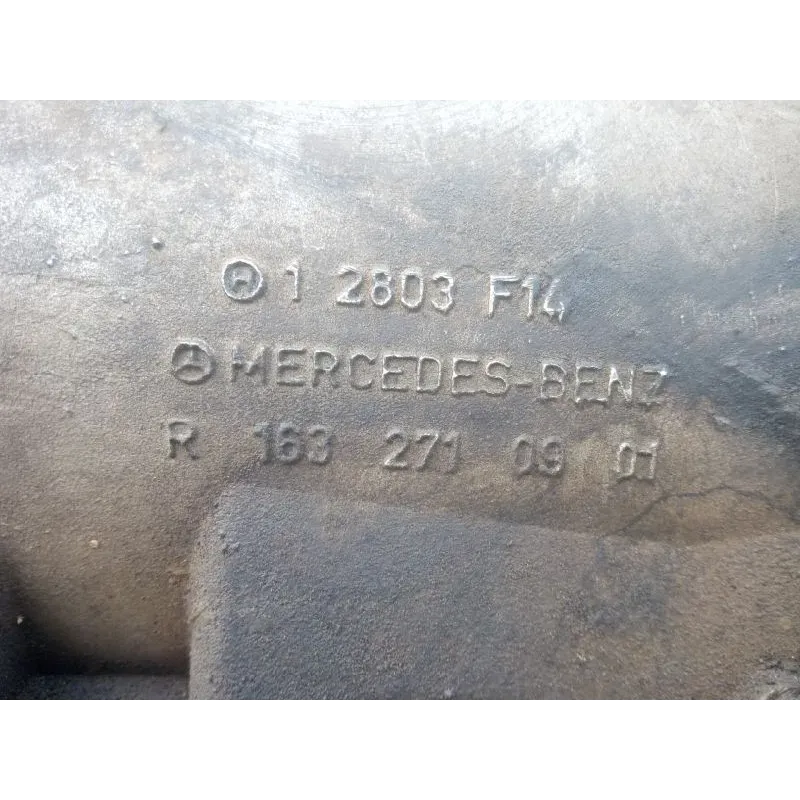 1 2803 F14
MERCEDES-BENZ
R 163 271 09 01